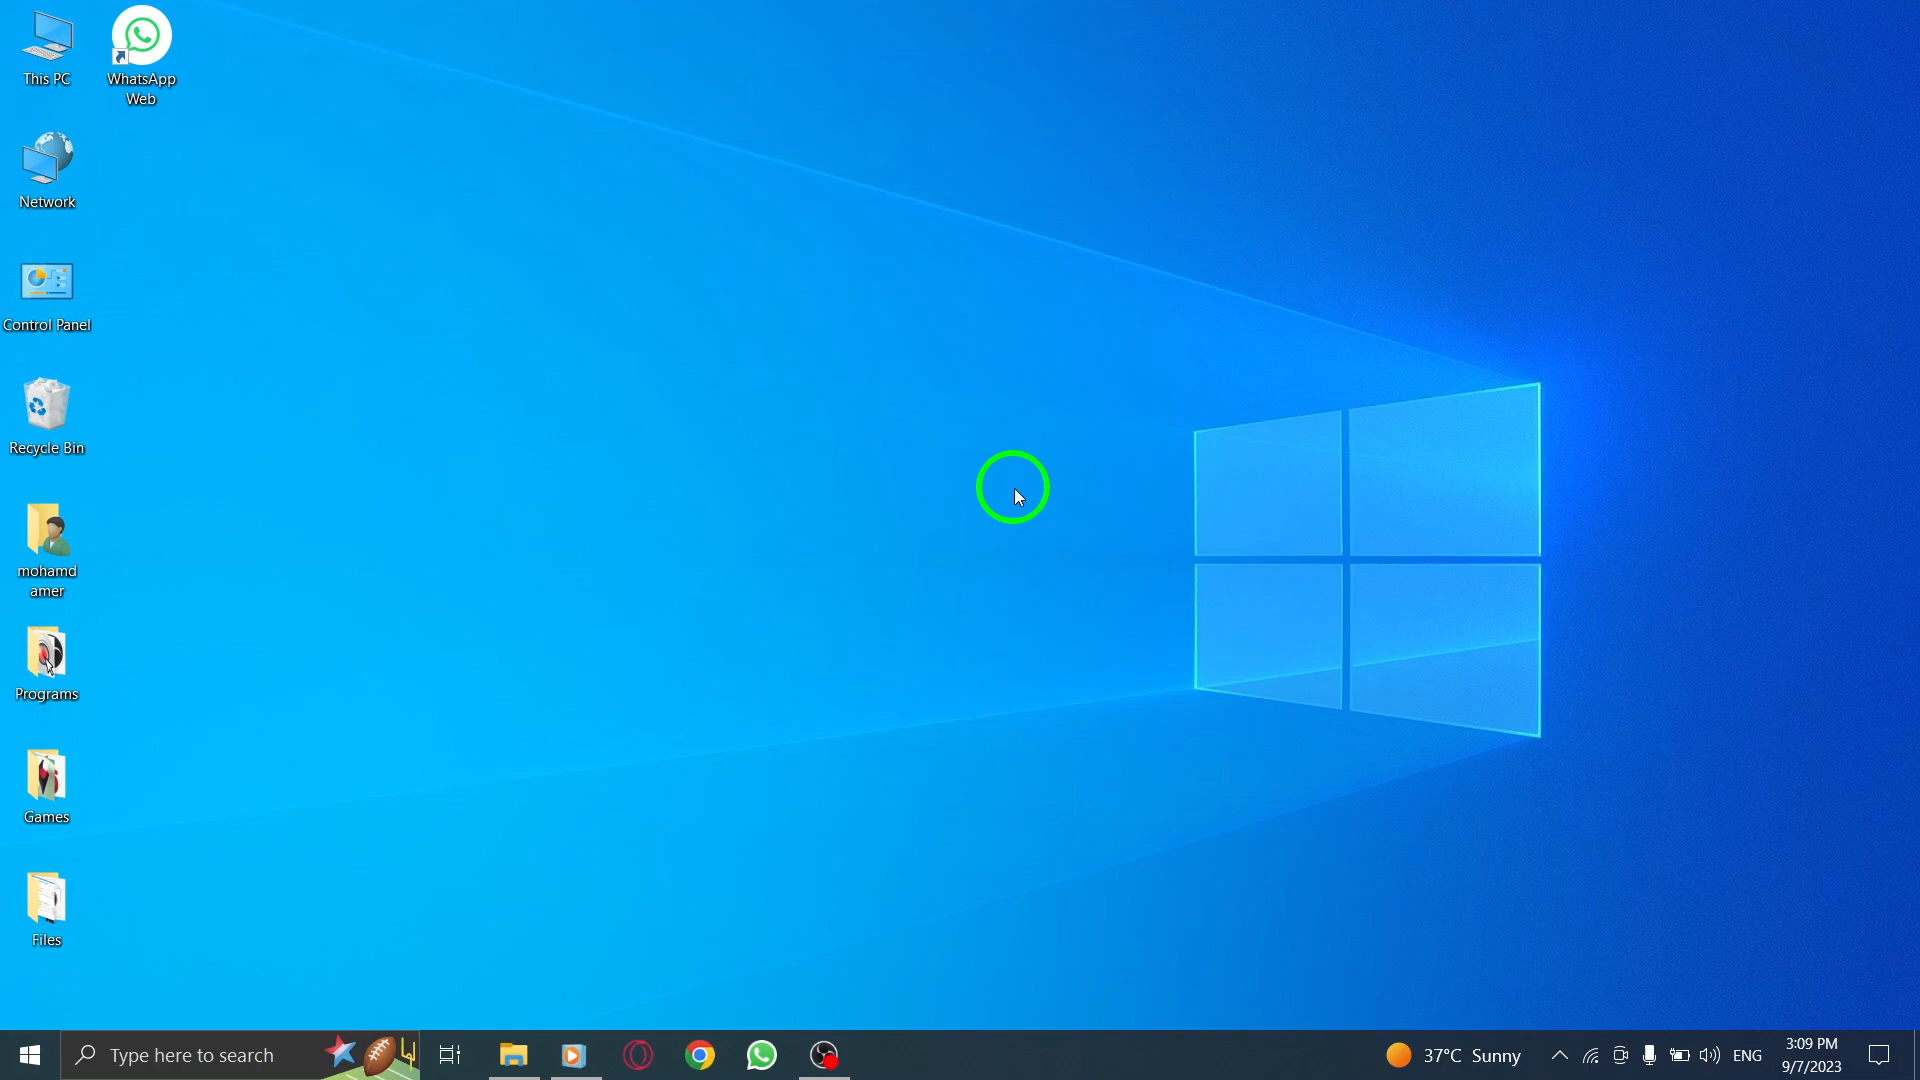 This PC
WhatsApp
Web
Network
Control Panel
Recycle Bin
mohamd
amer
Programs
Games
Files
Type here to search
37°C Sunny
ENG
3:09 PM
9/7/2023